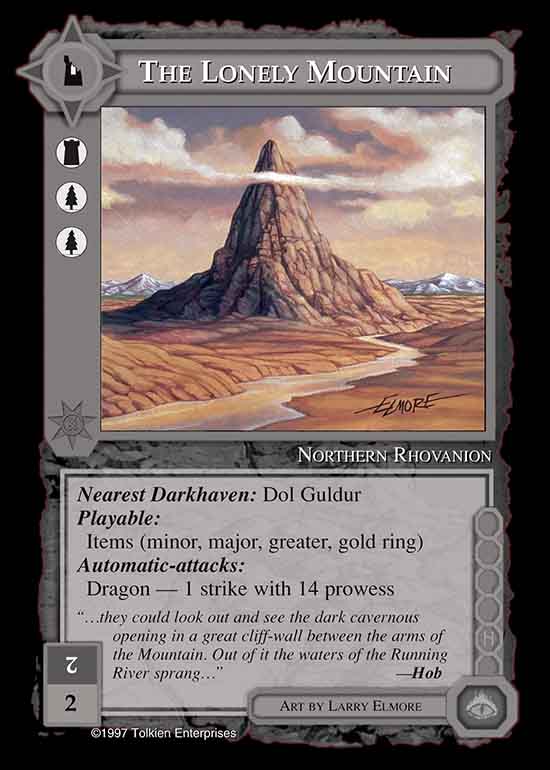 THE LONELY MOUNTAIN
ELMORE
NORTHERN RHOVANION
Nearest Darkhaven: Dol Guldur
Playable:
Items (minor, major, greater, gold ring)
Automatic-attacks:
Dragon — 1 strike with 14 prowess
“…they could look out and see the dark cavernous
opening in a great cliff-wall between the arms of
the Mountain. Out of it the waters of the Running
River sprang…” —Hob
H
2
2
ART BY LARRY ELMORE
©1997 Tolkien Enterprises